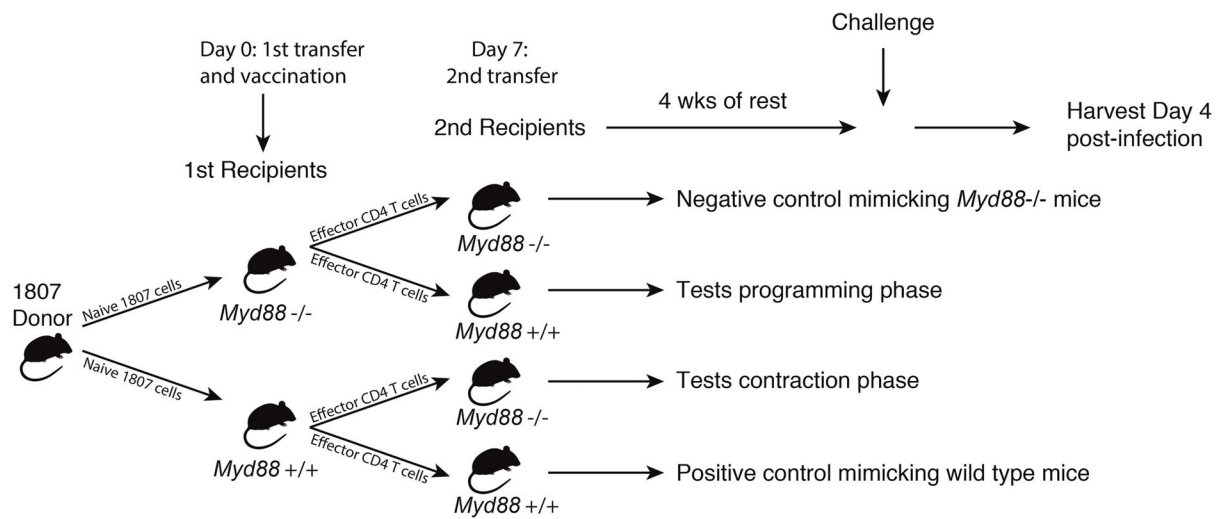 Challenge
Day 0: 1st transfer
and vaccination
Day 7:
2nd transfer
4 wks of rest
2nd Recipients
Harvest Day 4
post-infection
1st Recipients
1807
Donor
Naive 1807 cells
Naive 1807 cells
Myd88 -/-
Myd88 +/+
Effector CD4 T cells
Myd88 -/-
Negative control mimicking Myd88-/- mice
Effector CD4 T cells
Myd88 +/+
Tests programming phase
Effector CD4 T cells
Myd88 -/-
Tests contraction phase
Effector CD4 T cells
Myd88 +/+
Positive control mimicking wild type mice